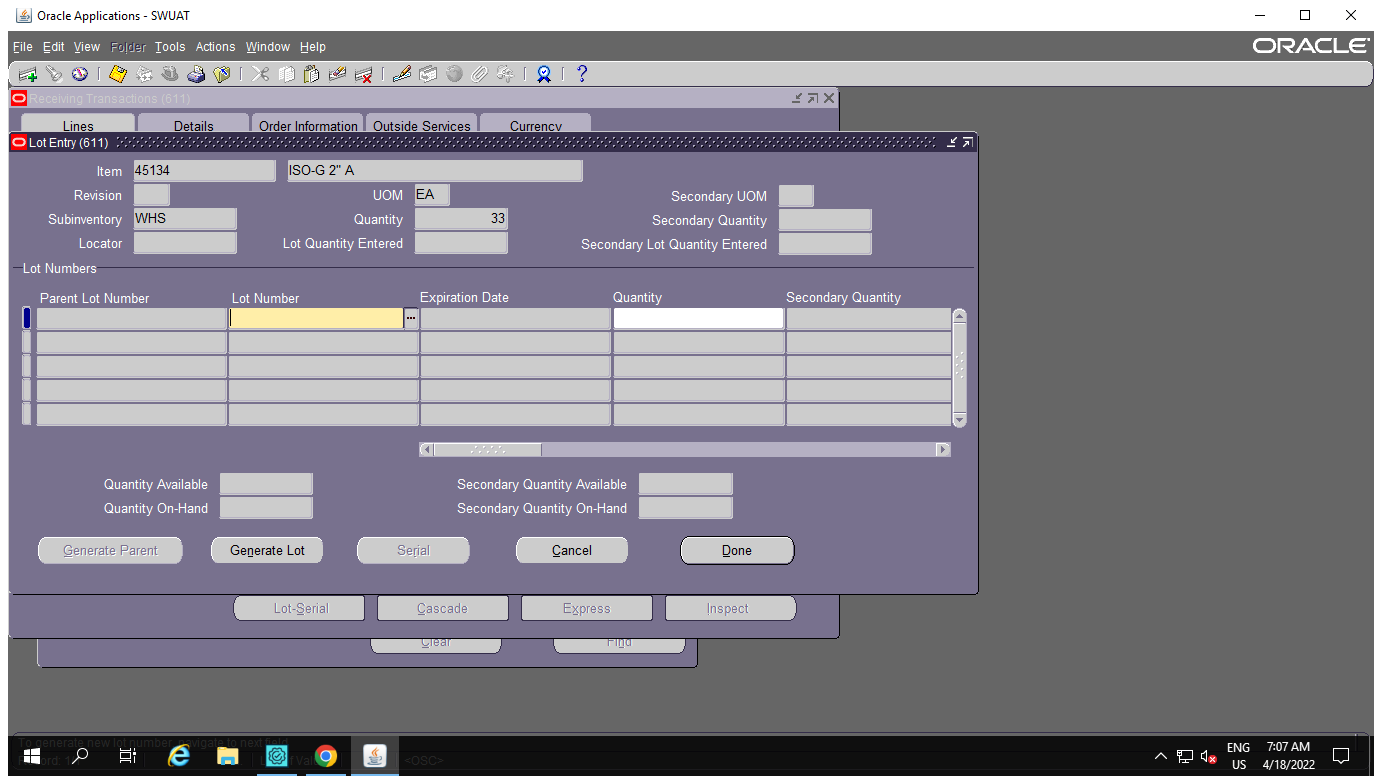 Oracle Applications - SWUAT
File Edit View Folder Tools Actions Window Help
ORACLE
Receiving Transactions (611)
Lines Details Order Information Outside Services Currency
Lot Entry (611)
Item 45134 ISO-G 2" A
Revision UOM EA Secondary UOM
Subinventory WHS Quantity 33 Secondary Quantity
Locator Lot Quantity Entered Secondary Lot Quantity Entered
Lot Numbers
Parent Lot Number Lot Number Expiration Date Quantity Secondary Quantity
Quantity Available Secondary Quantity Available
Quantity On-Hand Secondary Quantity On-Hand
Generate Parent Generate Lot Serial Cancel Done
Lot-Serial Cascade Express Inspect
Clear Find
To generate new lot number, navigate to next field
<OSC>
ENG 7:07 AM
US 4/18/2022